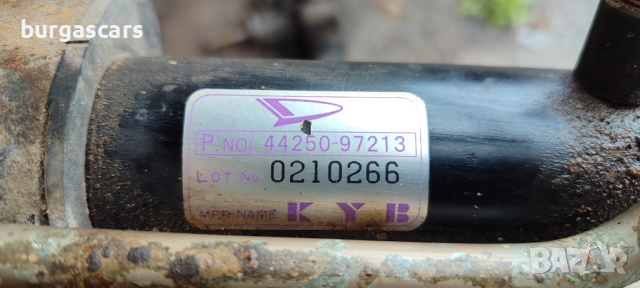 burgascars
P. NO. 44250-97213
LOT No. 0210266
MFR-NAME KYB
BAZAR